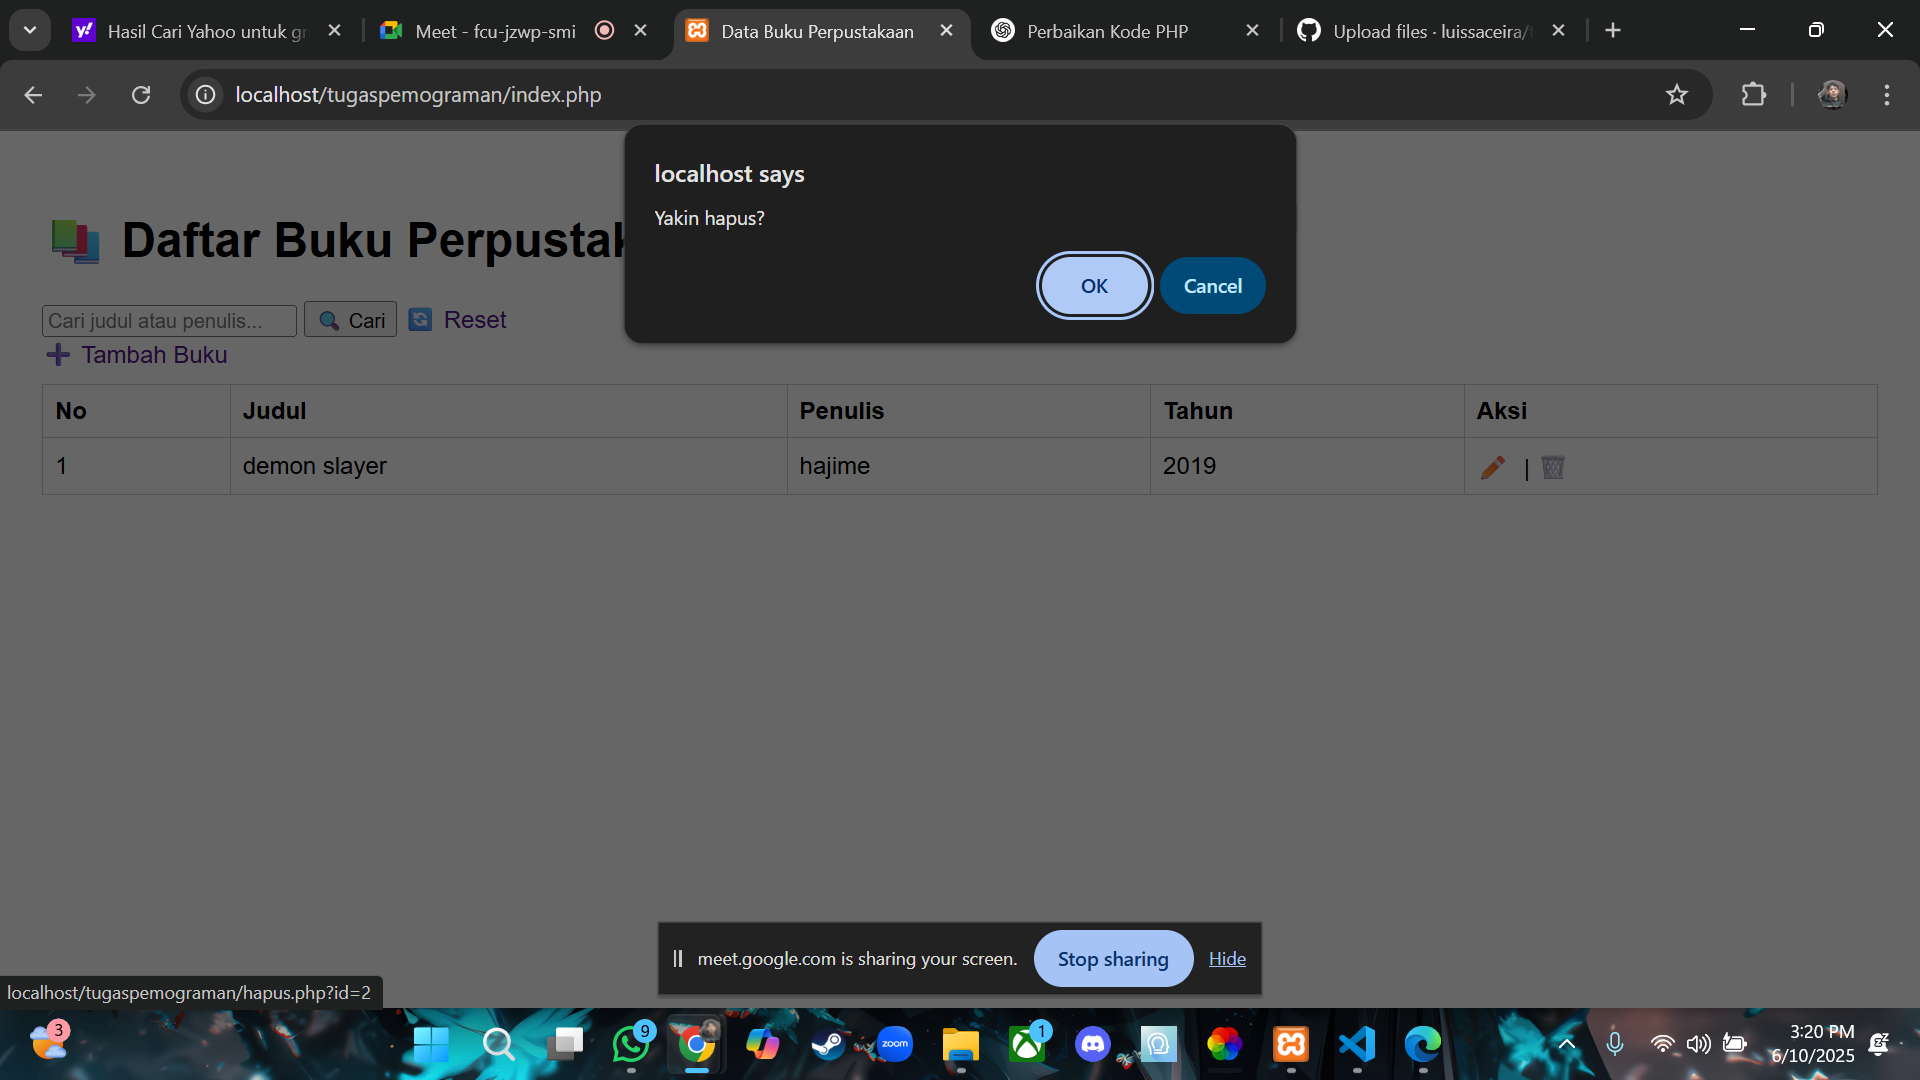 Hasil Cari Yahoo untuk gr
Meet - fcu-jzwp-smi
Data Buku Perpustakaan
Perbaikan Kode PHP
Upload files · luissaceira/
localhost/tugaspemograman/index.php
localhost says
Yakin hapus?
OK
Cancel
Daftar Buku Perpustak
Cari judul atau penulis...
Cari
Reset
Tambah Buku
No Judul Penulis Tahun Aksi
1 demon slayer hajime 2019 |
meet.google.com is sharing your screen.
Stop sharing
Hide
localhost/tugaspemograman/hapus.php?id=2
3
9
zoom
1
3:20 PM
6/10/2025